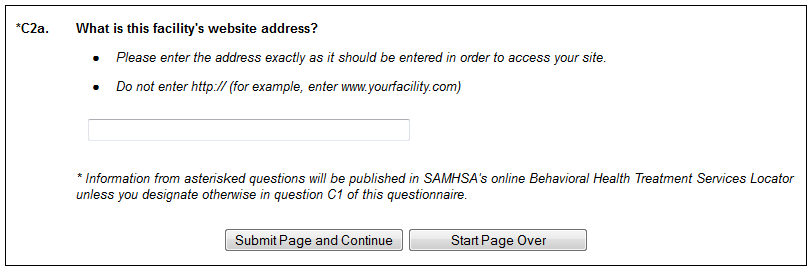 *C2a. What is this facility's website address?
● Please enter the address exactly as it should be entered in order to access your site.
● Do not enter http:// (for example, enter www.yourfacility.com)
* Information from asterisked questions will be published in SAMHSA's online Behavioral Health Treatment Services Locator
unless you designate otherwise in question C1 of this questionnaire.
Submit Page and Continue Start Page Over